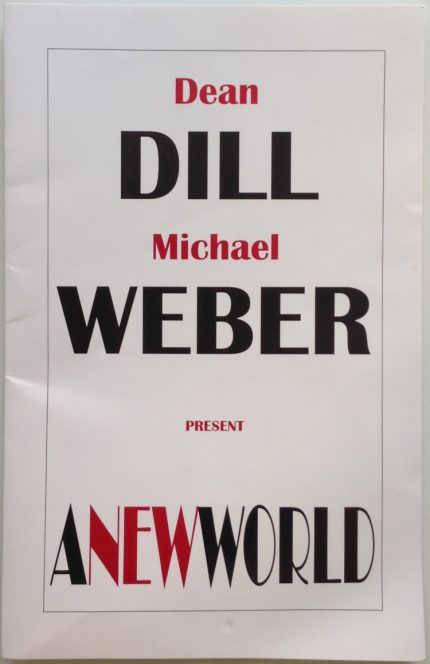 Dean
DILL
Michael
WEBER
PRESENT
ANEWWORLD